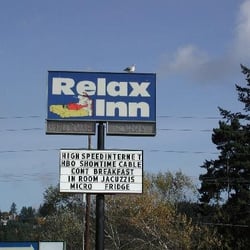 Relax
Inn
HIGH SPEED INTERNET
HBO SHOWTIME CABLE
CONT BREAKFAST
IN ROOM JACUZZIS
MICRO FRIDGE